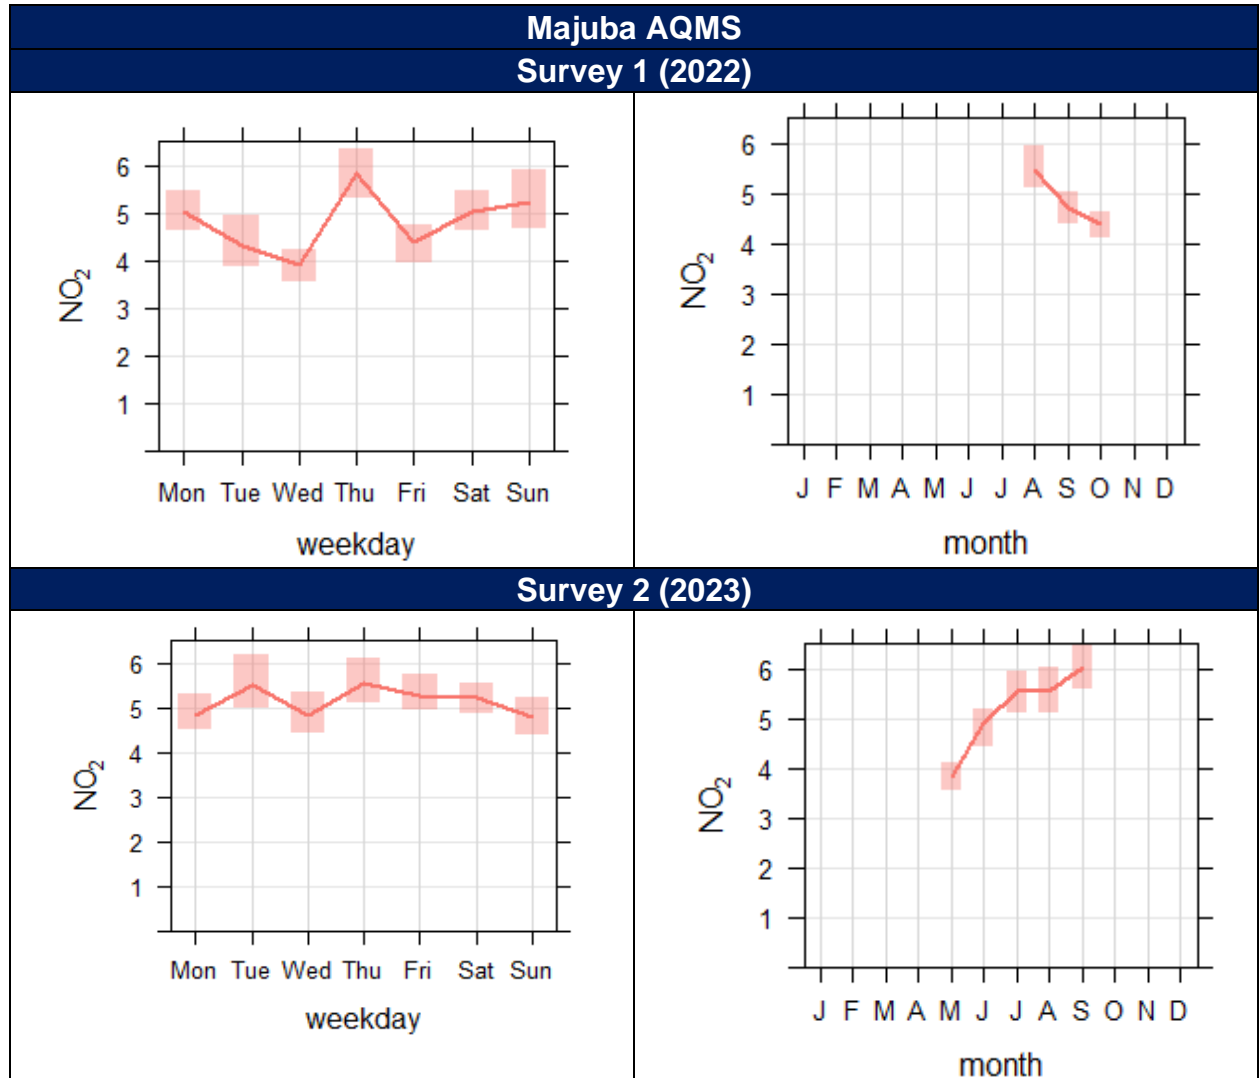 Majuba AQMS
Survey 1 (2022)
6
5
4
3
2
1
NO₂
Mon Tue Wed Thu Fri Sat Sun
weekday
6
5
4
3
2
1
NO₂
J F M A M J J A S O N D
month
Survey 2 (2023)
6
5
4
3
2
1
NO₂
Mon Tue Wed Thu Fri Sat Sun
weekday
6
5
4
3
2
1
NO₂
J F M A M J J A S O N D
month